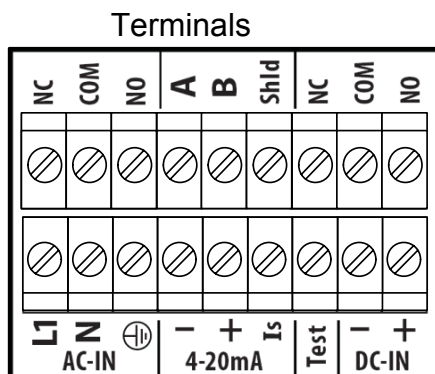 Terminals
NC COM NO A B Shld NC COM NO
L1 N − + Is Test − +
AC-IN 4-20mA DC-IN